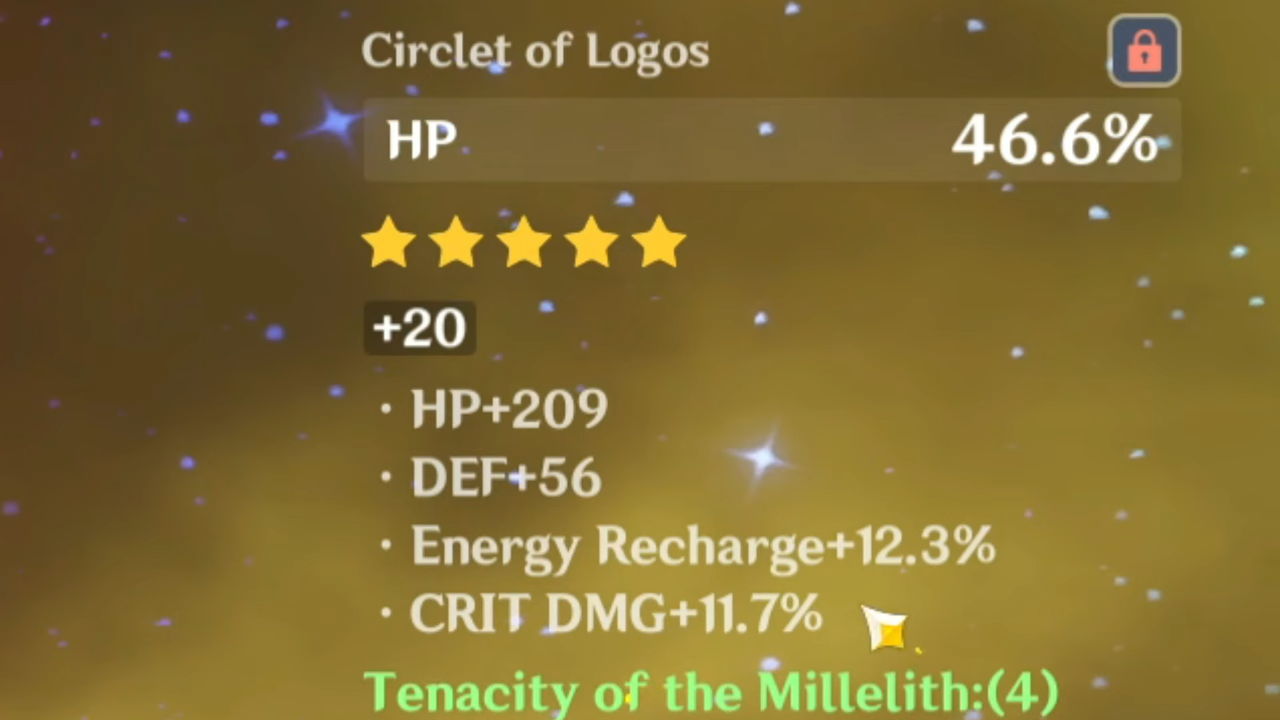 Circlet of Logos
HP 46.6%
+20
· HP+209
· DEF+56
· Energy Recharge+12.3%
· CRIT DMG+11.7%
Tenacity of the Millelith:(4)